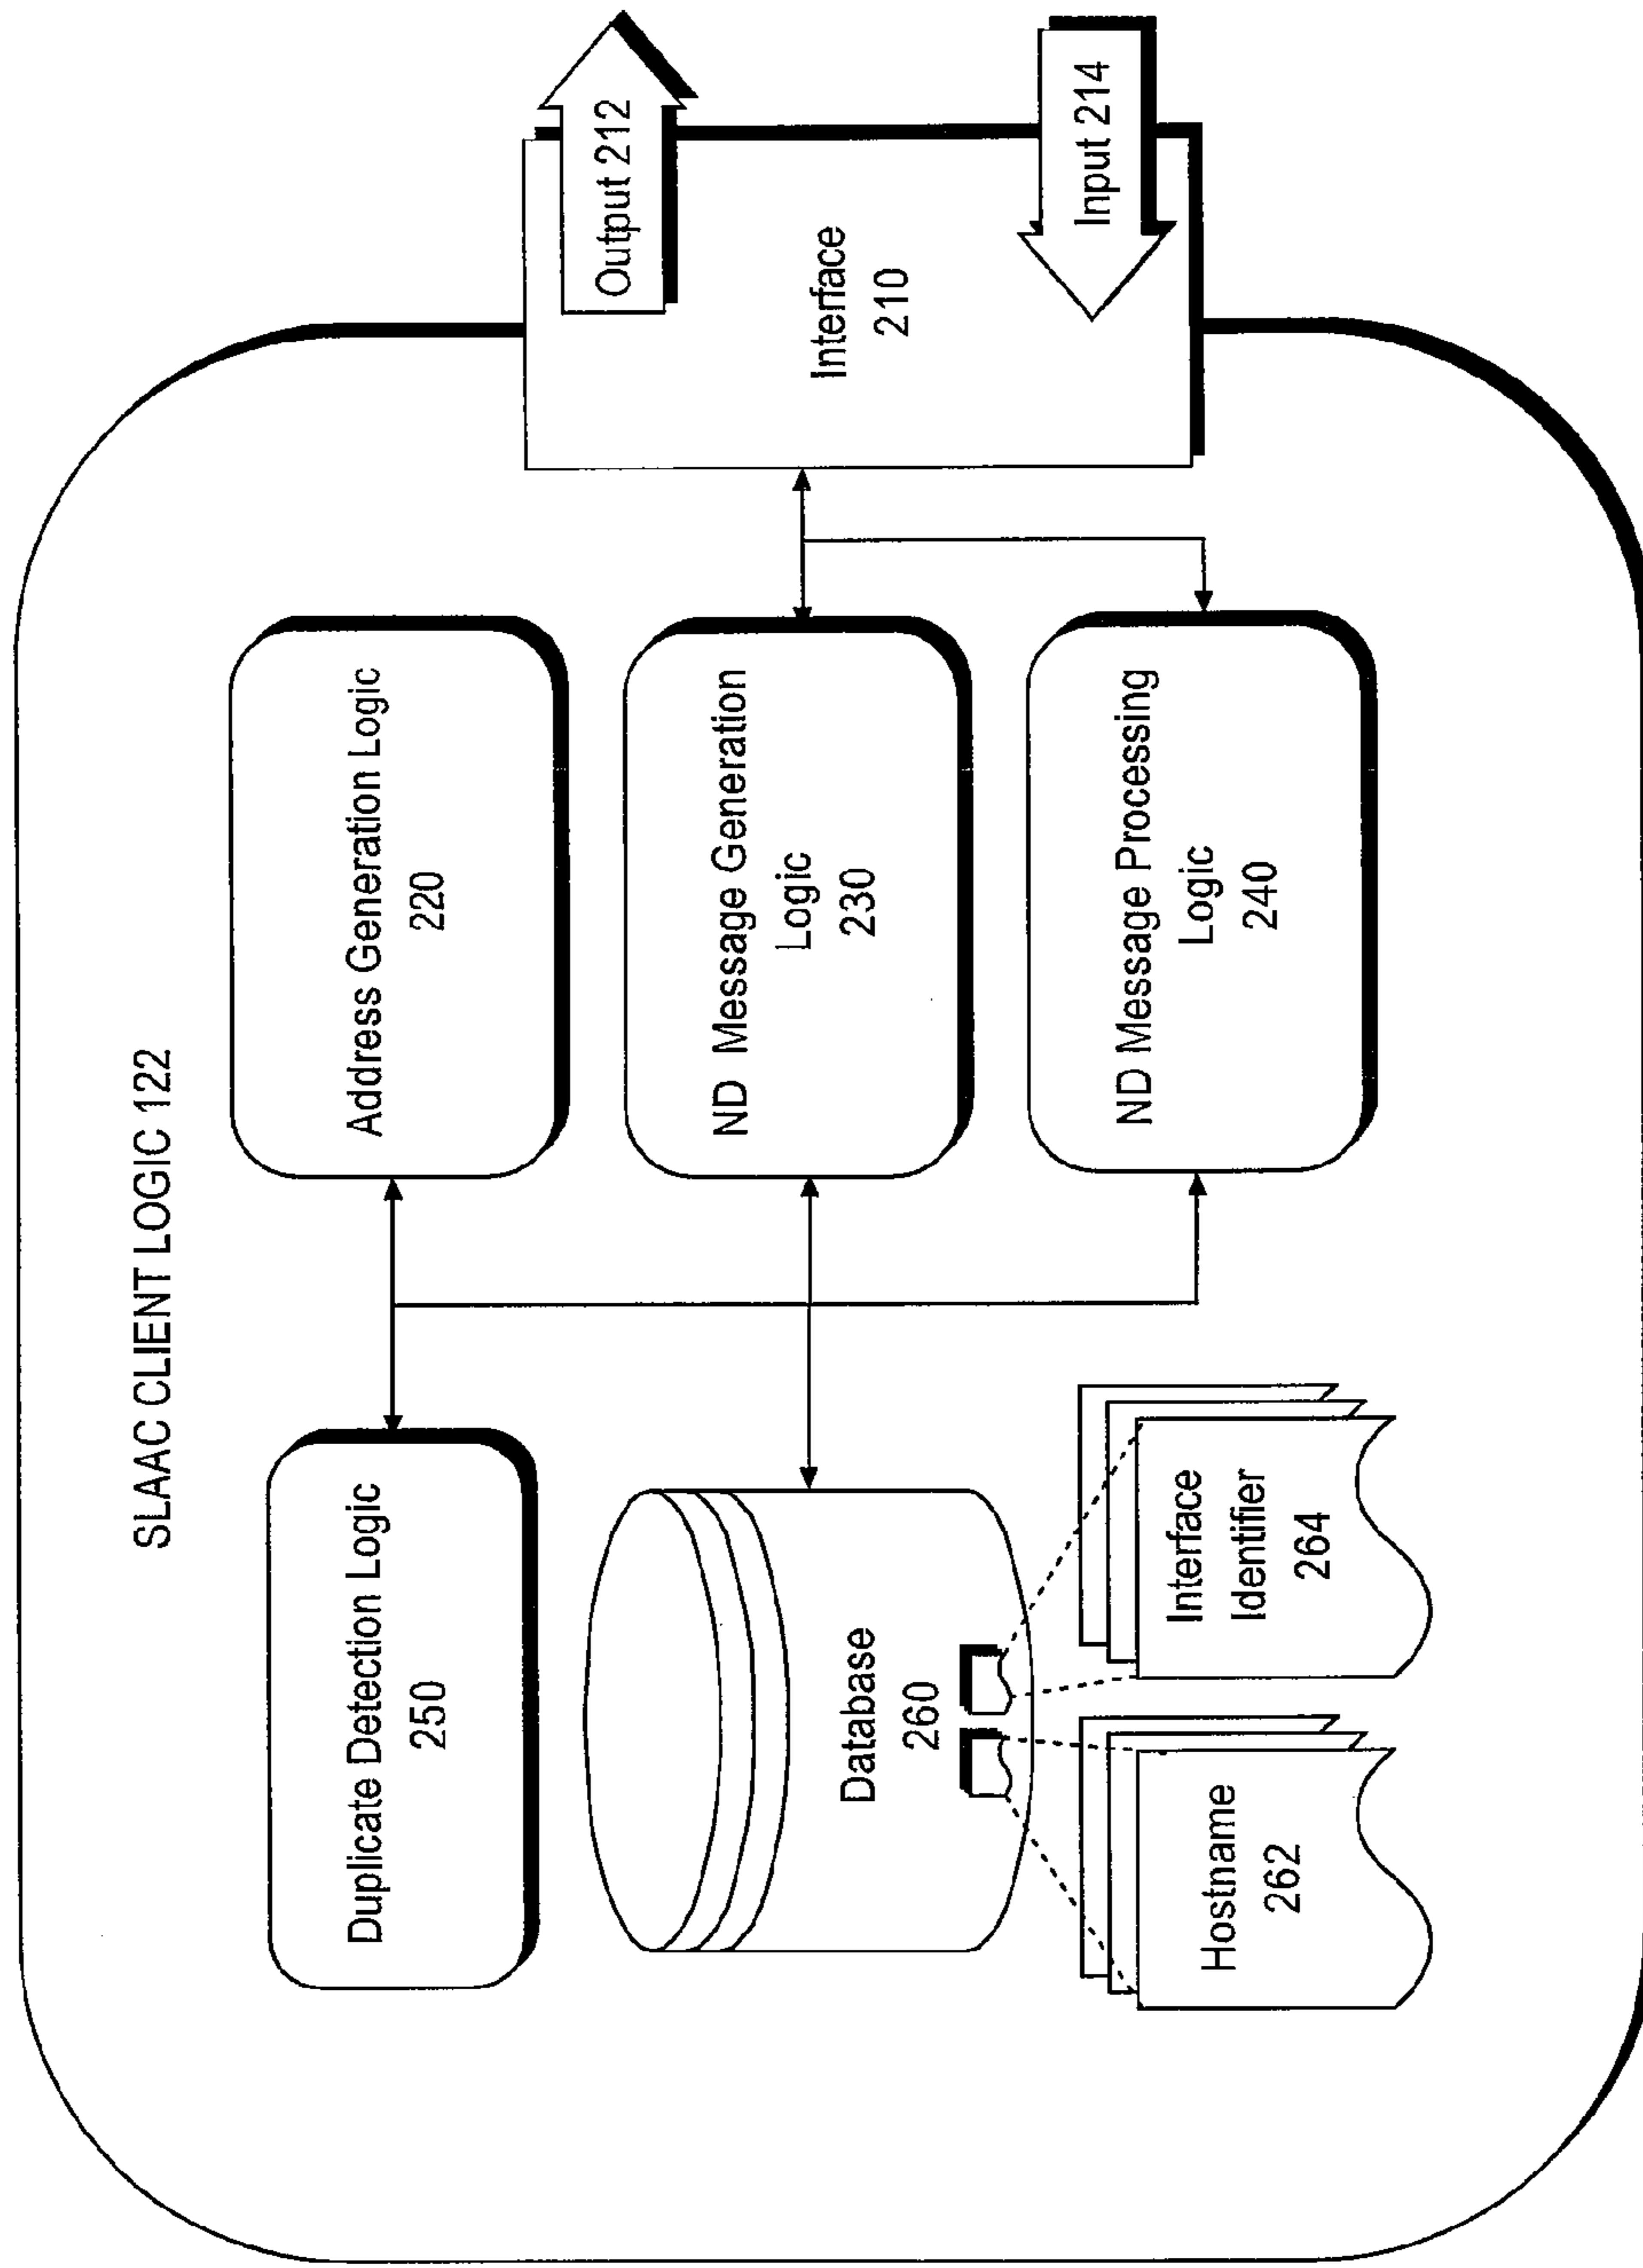 SLAAC CLIENT LOGIC 122
Duplicate Detection Logic
250
Address Generation Logic
220
Database
260
ND Message Generation
Logic
230
ND Message Processing
Logic
240
Hostname
262
Interface
Identifier
264
Interface
210
Output 212
Input 214